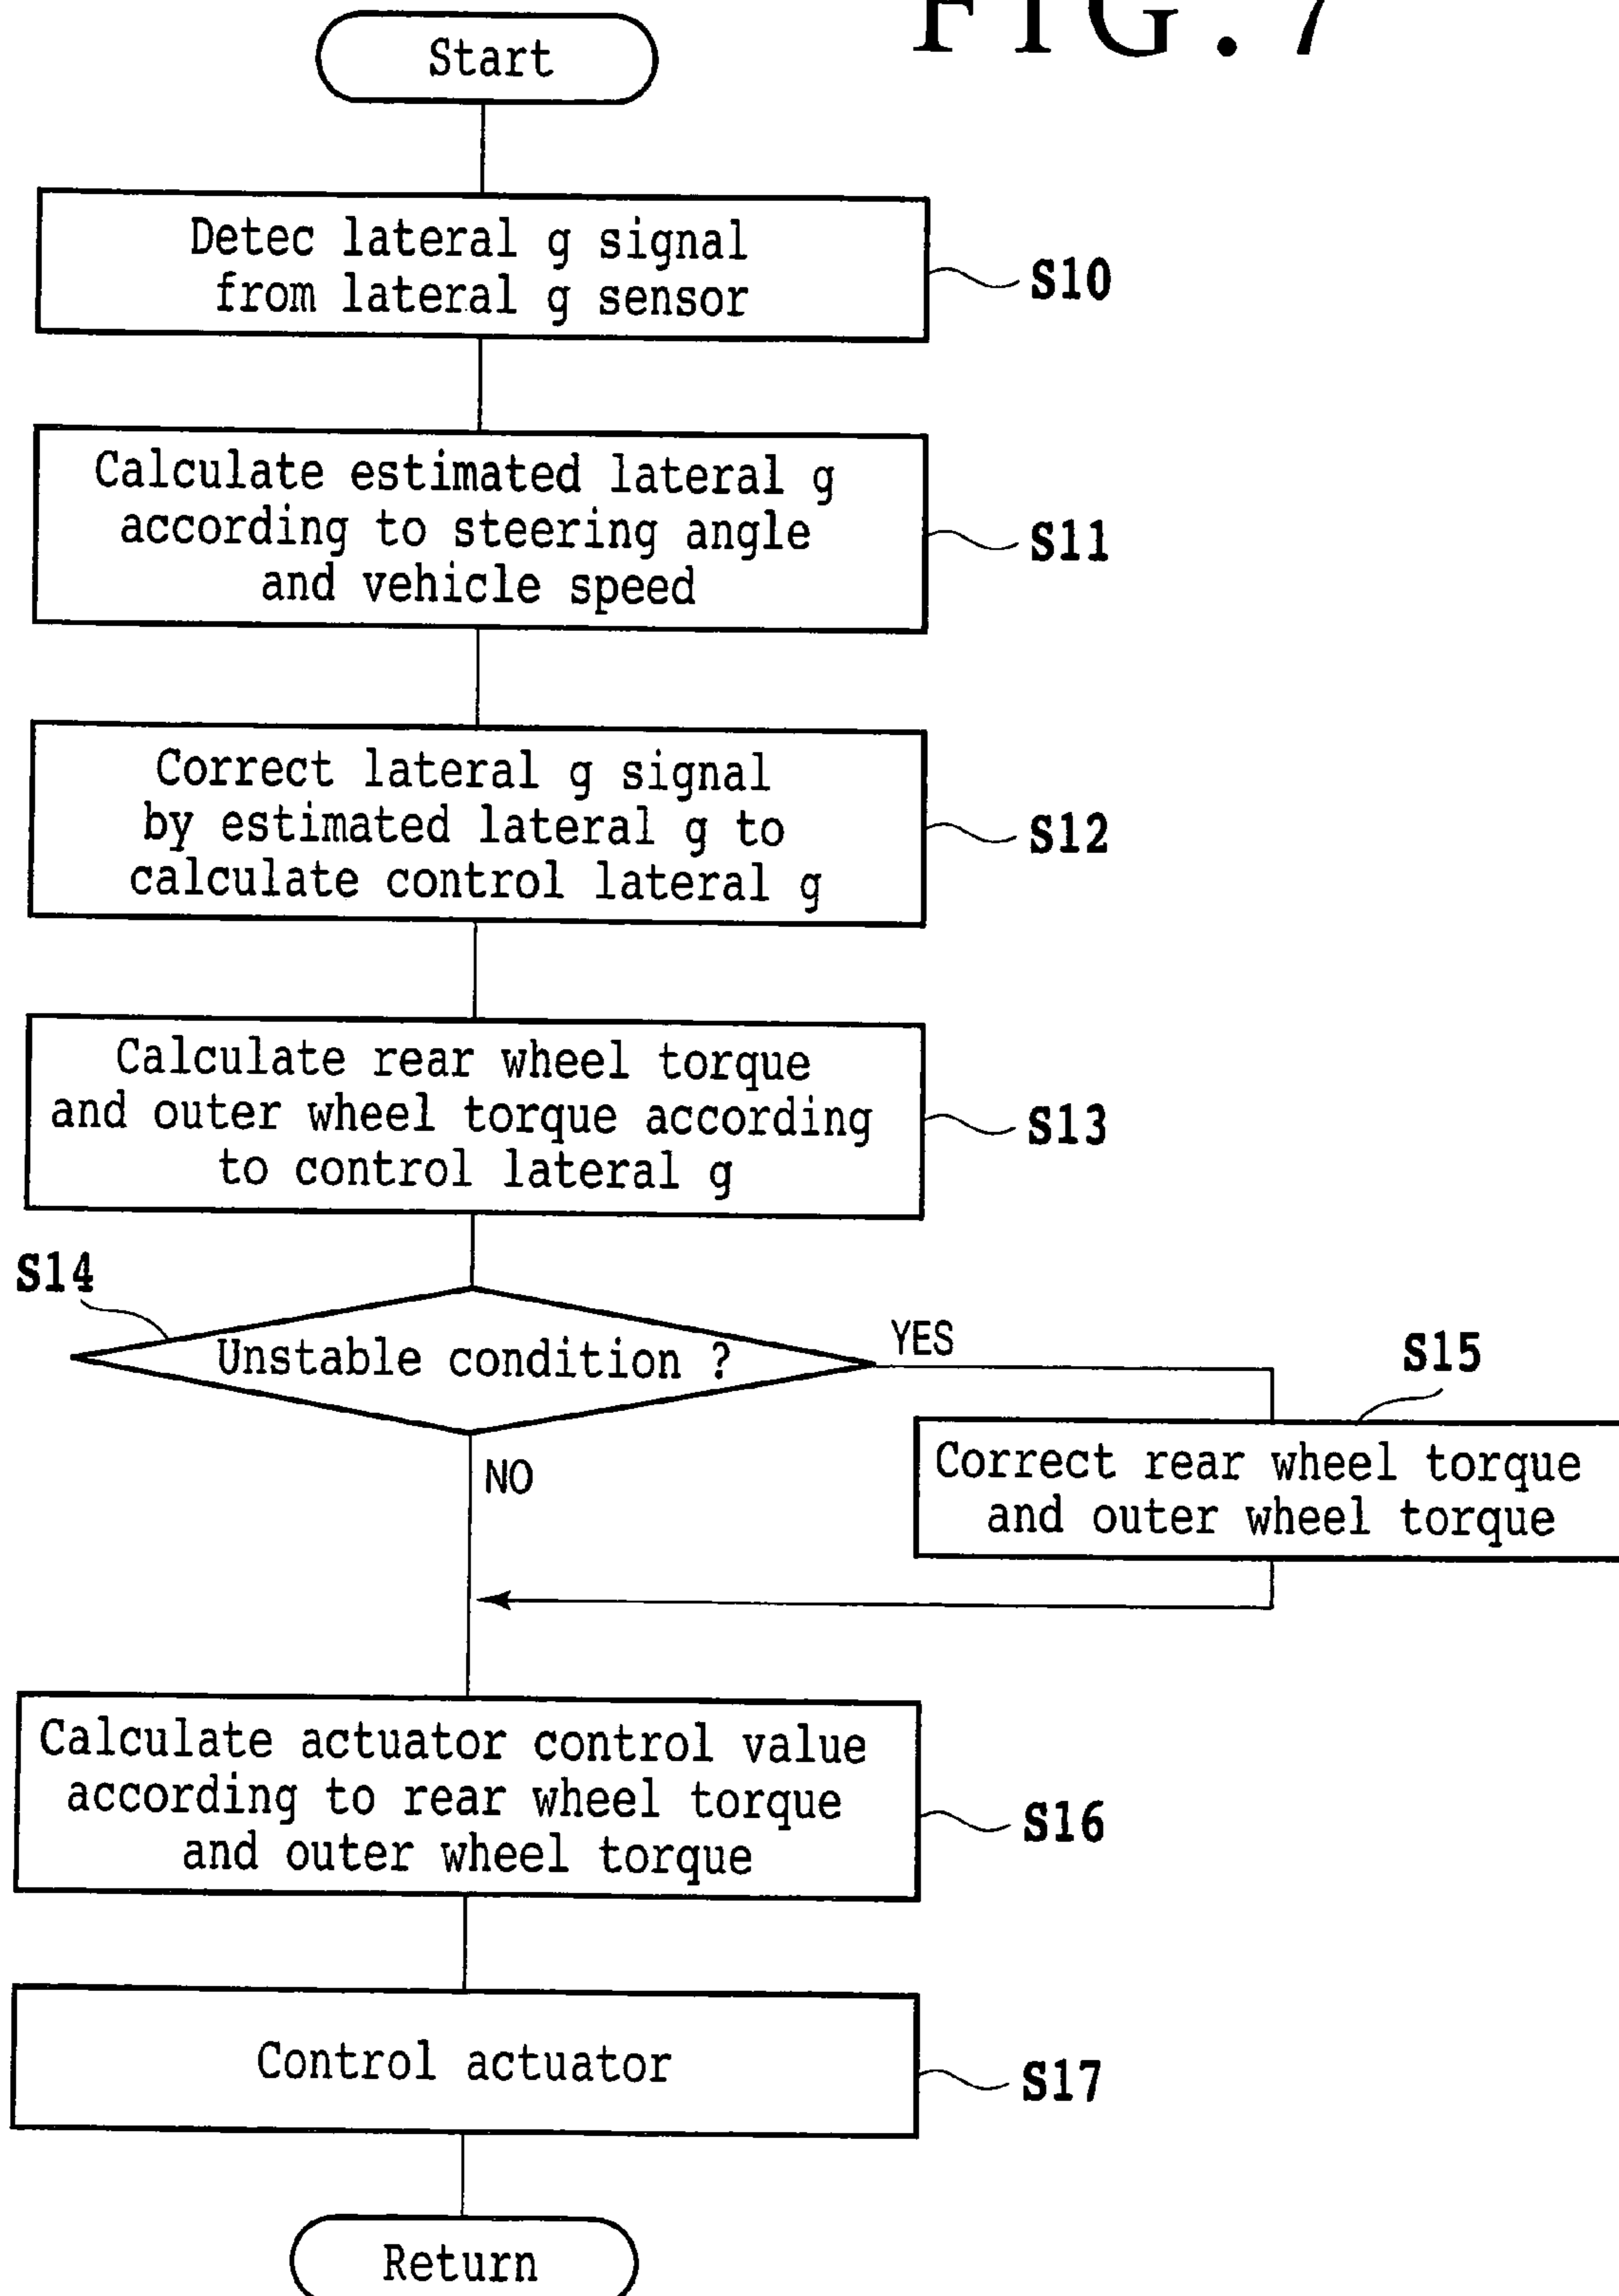 FIG. 7
Start
Detec lateral g signal
from lateral g sensor
S10
Calculate estimated lateral g
according to steering angle
and vehicle speed
S11
Correct lateral g signal
by estimated lateral g to
calculate control lateral g
S12
Calculate rear wheel torque
and outer wheel torque according
to control lateral g
S13
S14
Unstable condition ?
YES
S15
Correct rear wheel torque
and outer wheel torque
NO
Calculate actuator control value
according to rear wheel torque
and outer wheel torque
S16
Control actuator
S17
Return